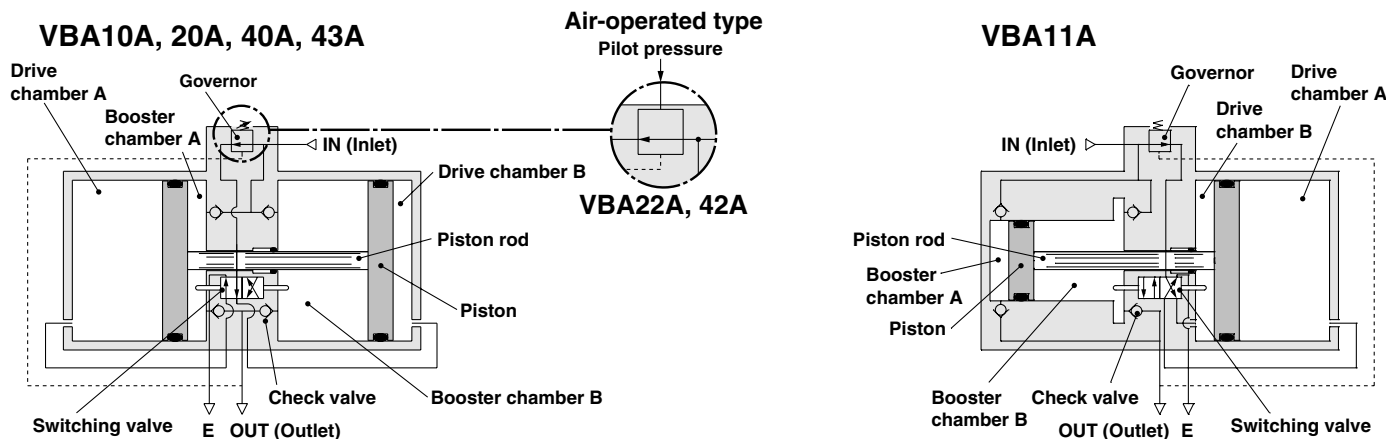 VBA10A, 20A, 40A, 43A
Drive
chamber A
Governor
Booster
chamber A
IN (Inlet)
Drive chamber B
Piston rod
Piston
Booster chamber B
Check valve
Switching valve
E
OUT (Outlet)
Air-operated type
Pilot pressure
VBA22A, 42A
VBA11A
Governor
Drive
chamber A
Drive
chamber B
IN (Inlet)
Piston rod
Booster
chamber A
Piston
Booster
chamber B
Check valve
OUT (Outlet)
E
Switching valve